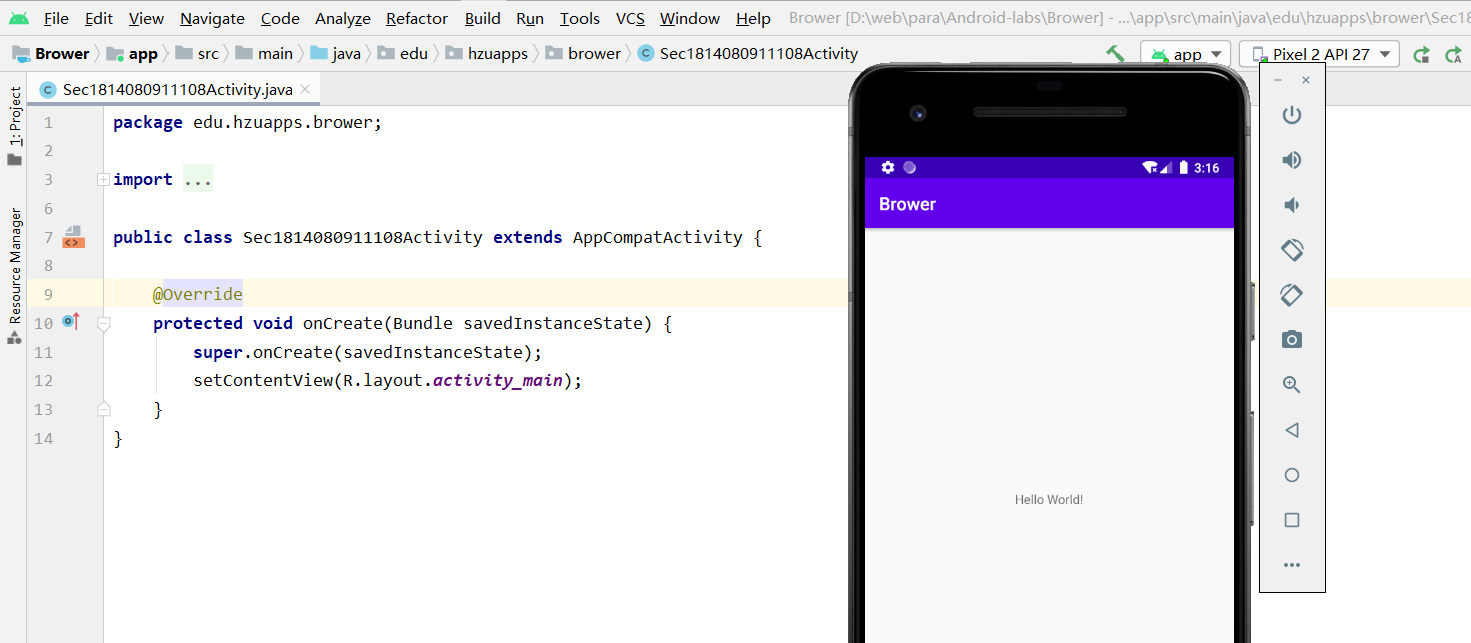 File Edit View Navigate Code Analyze Refactor Build Run Tools VCS Window Help Brower [D:\web\para\Android-labs\Brower] - ...\app\src\main\java\edu\hzuapps\brower\Sec18
Brower app src main java edu hzuapps brower Sec1814080911108Activity app Pixel 2 API 27
Sec1814080911108Activity.java
1: Project
Resource Manager
1 package edu.hzuapps.brower;
2
3 import ...
6
7 public class Sec1814080911108Activity extends AppCompatActivity {
8
9 @Override
10 protected void onCreate(Bundle savedInstanceState) {
11 super.onCreate(savedInstanceState);
12 setContentView(R.layout.activity_main);
13 }
14 }
3:16
Brower
Hello World!